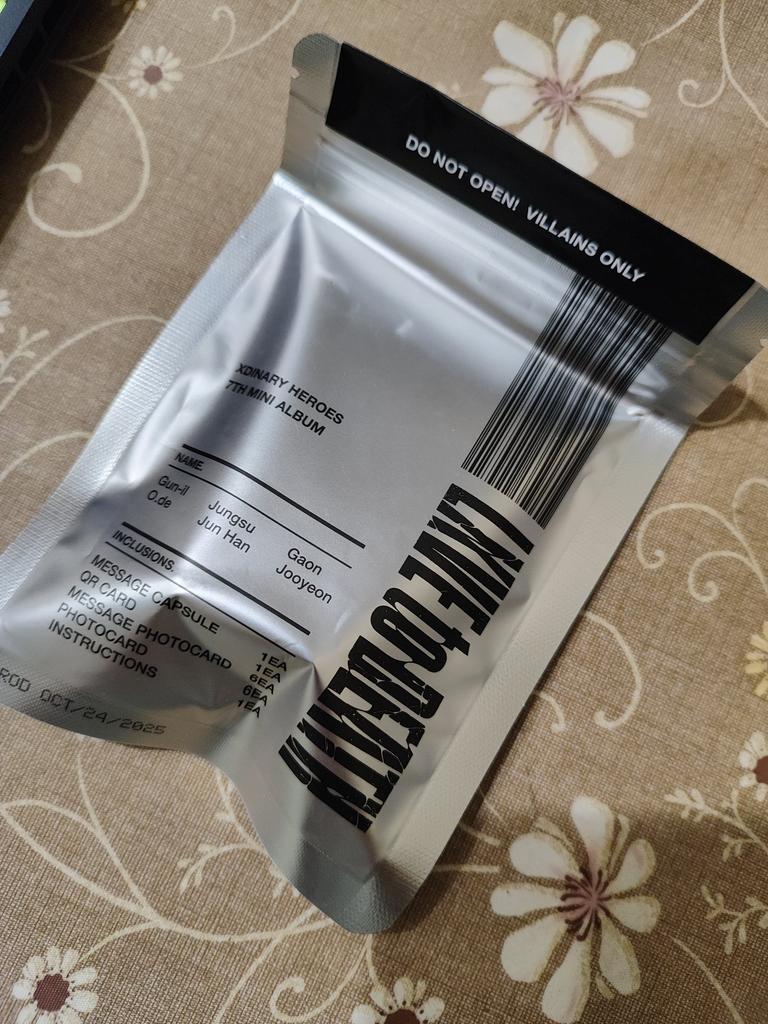 DO NOT OPEN! VILLAINS ONLY
XDINARY HEROES
7TH MINI ALBUM
NAME.
Gun-il Jungsu Gaon
O.de Jun Han Jooyeon
INCLUSIONS.
MESSAGE CAPSULE 1EA
QR CARD 1EA
MESSAGE PHOTOCARD 6EA
PHOTOCARD 6EA
INSTRUCTIONS 1EA
ROD OCT/24/2025
LXVE to DEATH